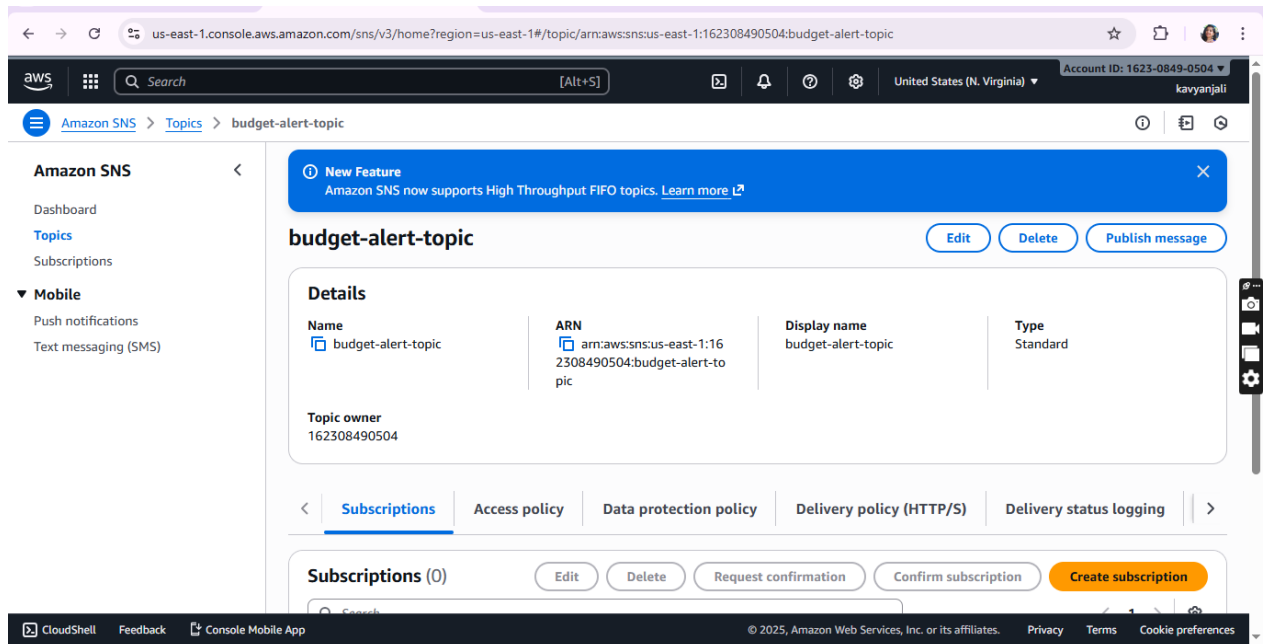 us-east-1.console.aws.amazon.com/sns/v3/home?region=us-east-1#/topic/arn:aws:sns:us-east-1:162308490504:budget-alert-topic
aws
Search
[Alt+S]
United States (N. Virginia) ▼
Account ID: 1623-0849-0504 ▼
kavyanjali
Amazon SNS > Topics > budget-alert-topic
Amazon SNS
Dashboard
Topics
Subscriptions
▼ Mobile
Push notifications
Text messaging (SMS)
New Feature
Amazon SNS now supports High Throughput FIFO topics. Learn more
budget-alert-topic
Edit
Delete
Publish message
Details
Name
budget-alert-topic
ARN
arn:aws:sns:us-east-1:16
2308490504:budget-alert-to
pic
Display name
budget-alert-topic
Type
Standard
Topic owner
162308490504
Subscriptions
Access policy
Data protection policy
Delivery policy (HTTP/S)
Delivery status logging
Subscriptions (0)
Edit
Delete
Request confirmation
Confirm subscription
Create subscription
Search
1
CloudShell
Feedback
Console Mobile App
© 2025, Amazon Web Services, Inc. or its affiliates.
Privacy
Terms
Cookie preferences